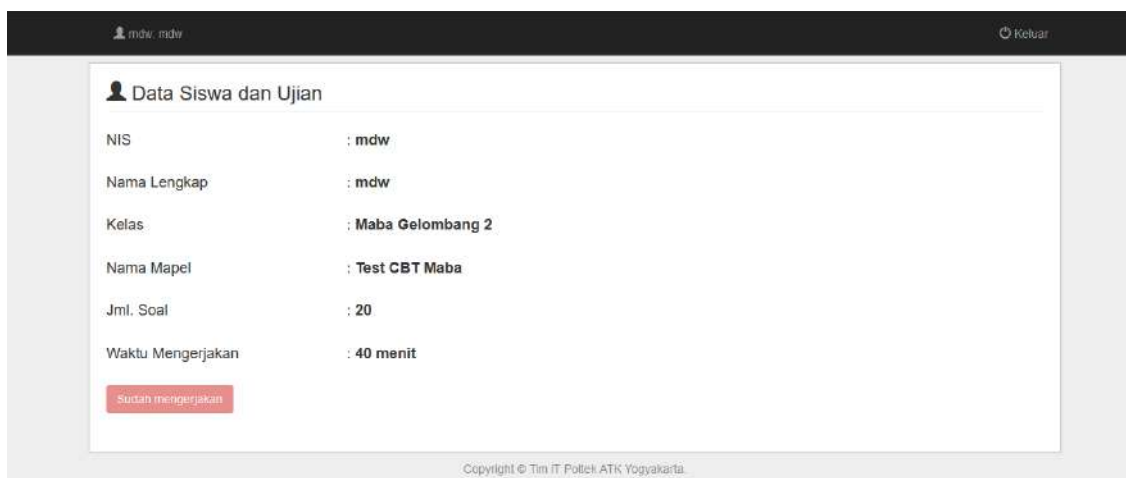 mdw: mdw Keluar
Data Siswa dan Ujian
NIS : mdw
Nama Lengkap : mdw
Kelas : Maba Gelombang 2
Nama Mapel : Test CBT Maba
Jml. Soal : 20
Waktu Mengerjakan : 40 menit
Sudah mengerjakan
Copyright © Tim IT Poltek ATK Yogyakarta.